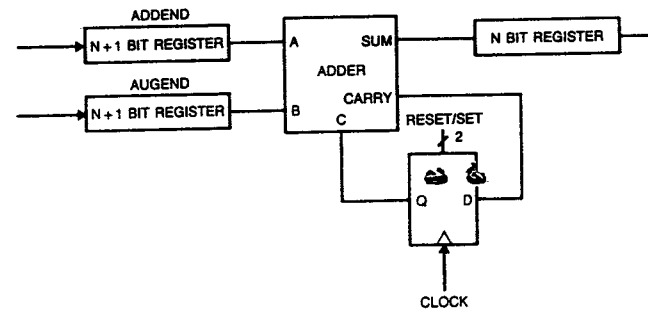 ADDEND
N + 1 BIT REGISTER
A
SUM
N BIT REGISTER
ADDER
AUGEND
N + 1 BIT REGISTER
B
CARRY
C
RESET/SET
2
Q
D
CLOCK